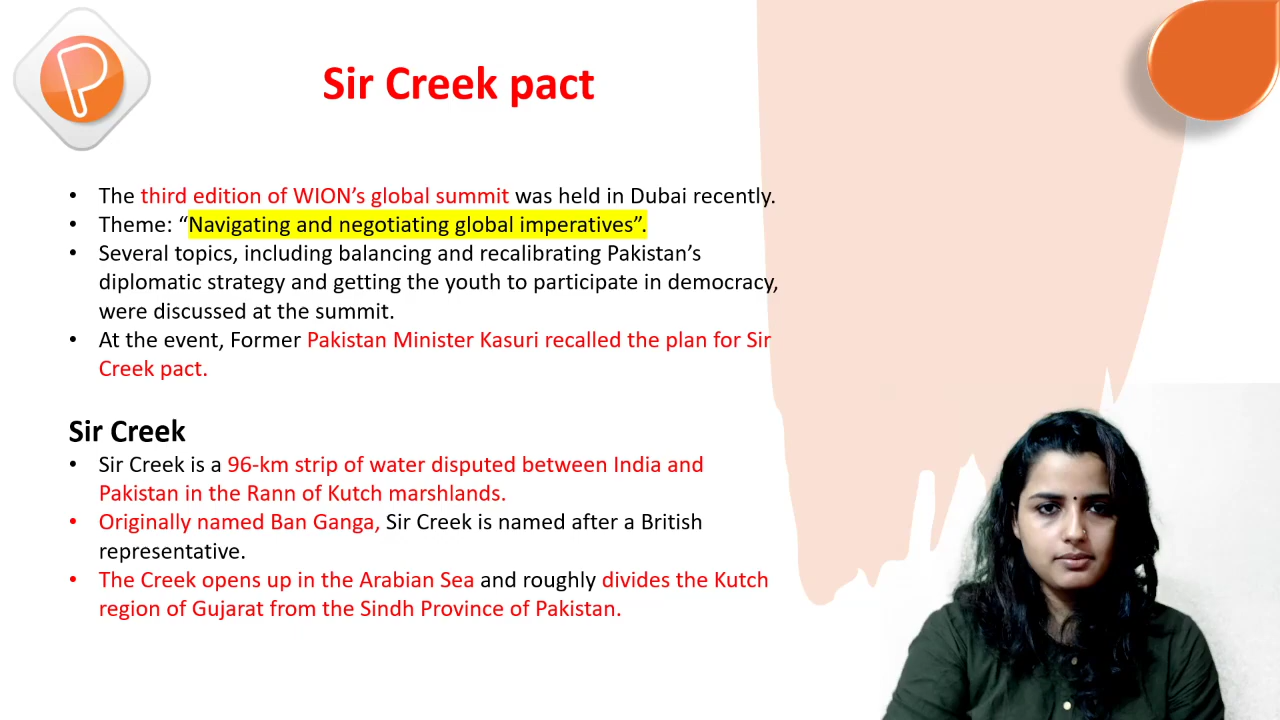 Sir Creek pact
• The third edition of WION’s global summit was held in Dubai recently.
• Theme: “Navigating and negotiating global imperatives”.
• Several topics, including balancing and recalibrating Pakistan’s
diplomatic strategy and getting the youth to participate in democracy,
were discussed at the summit.
• At the event, Former Pakistan Minister Kasuri recalled the plan for Sir
Creek pact.
Sir Creek
• Sir Creek is a 96-km strip of water disputed between India and
Pakistan in the Rann of Kutch marshlands.
• Originally named Ban Ganga, Sir Creek is named after a British
representative.
• The Creek opens up in the Arabian Sea and roughly divides the Kutch
region of Gujarat from the Sindh Province of Pakistan.